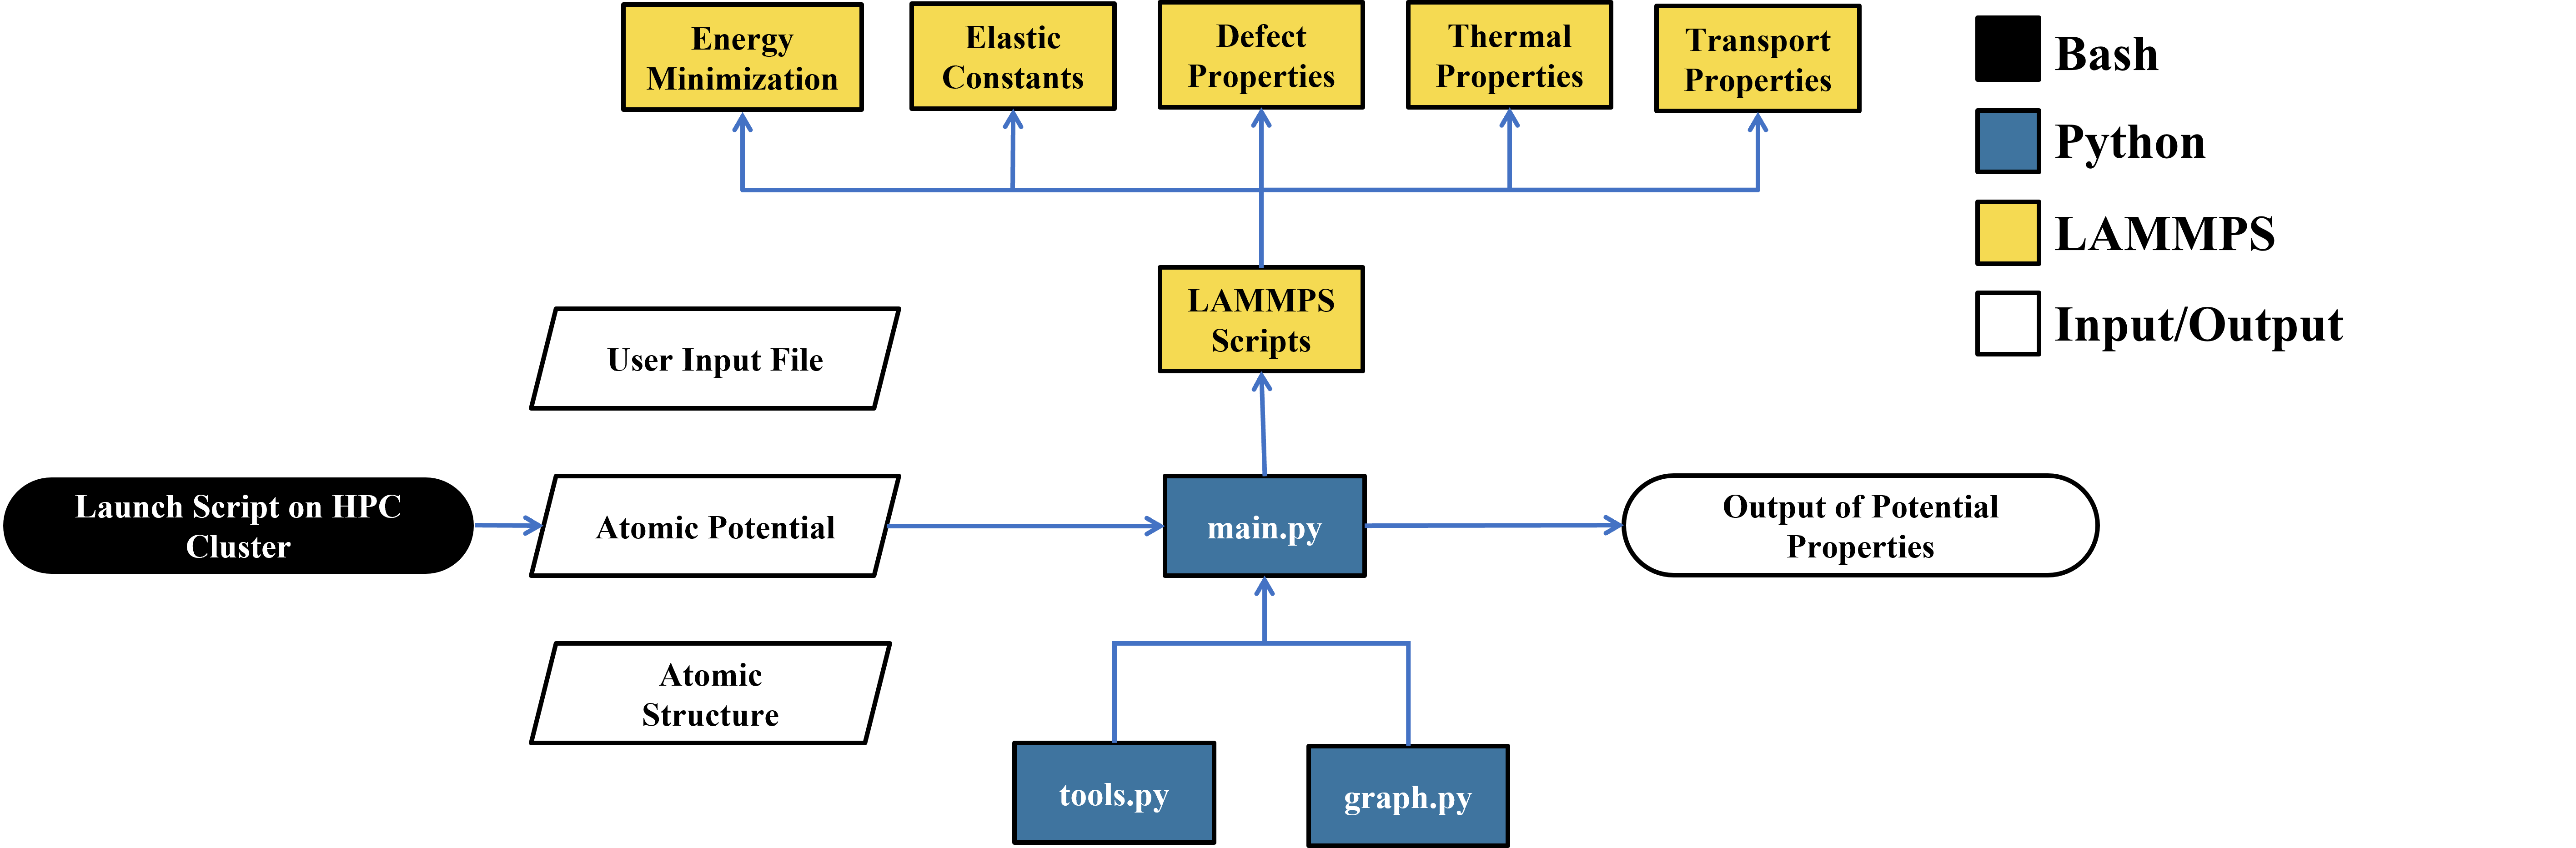 Energy
Minimization
Elastic
Constants
Defect
Properties
Thermal
Properties
Transport
Properties
Bash
Python
LAMMPS
Input/Output
LAMMPS
Scripts
User Input File
Launch Script on HPC
Cluster
Atomic Potential
main.py
Output of Potential
Properties
Atomic
Structure
tools.py
graph.py